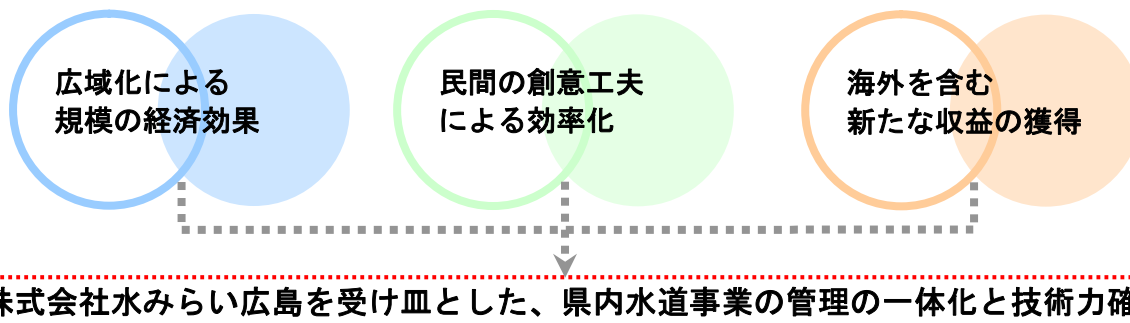 広域化による
規模の経済効果
民間の創意工夫
による効率化
海外を含む
新たな収益の獲得
株式会社水みらい広島を受け皿とした、県内水道事業の管理の一体化と技術力確